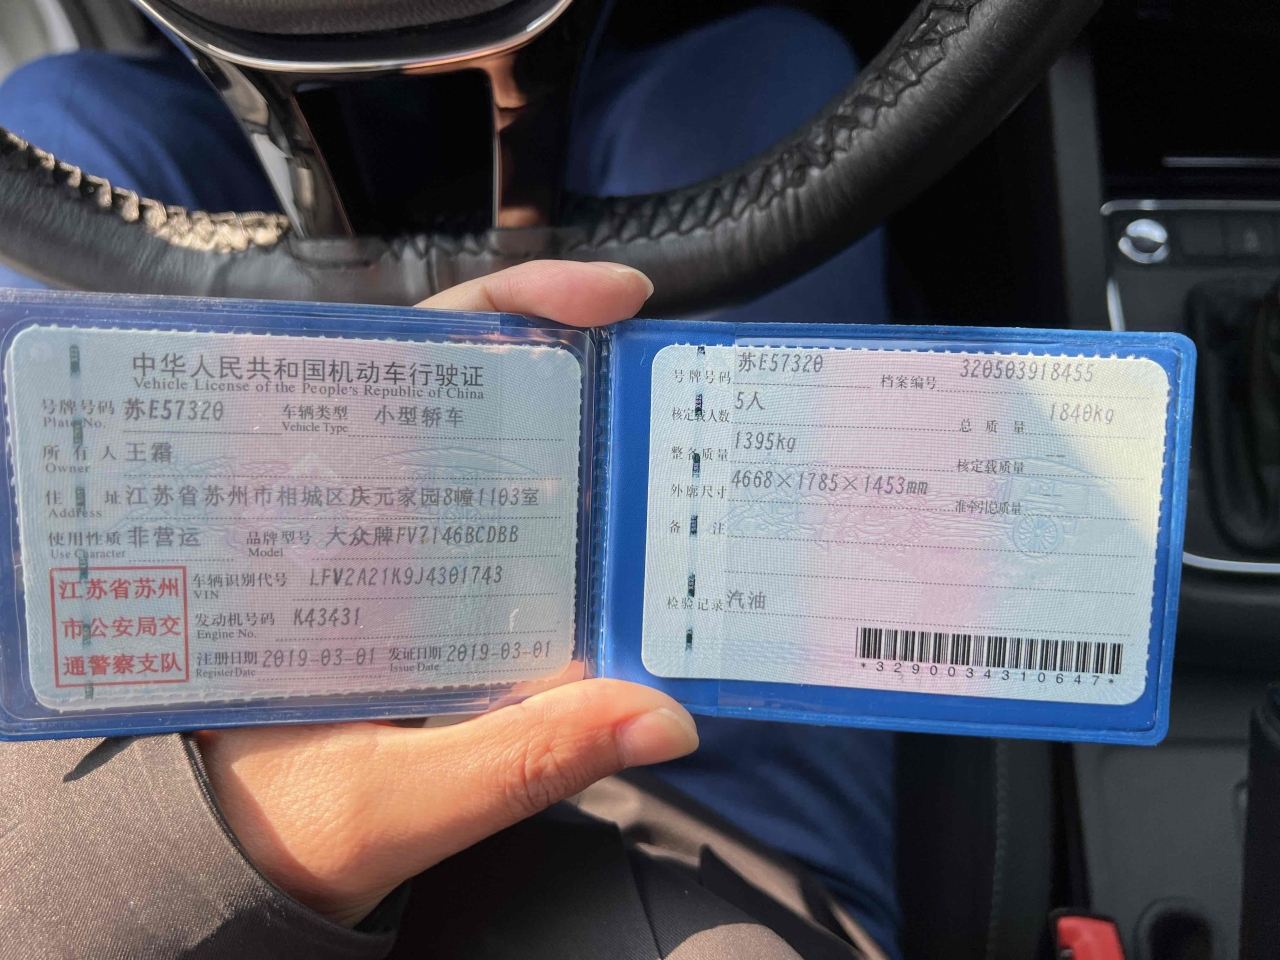 中华人民共和国机动车行驶证
Vehicle License of the People's Republic of China
号牌号码 苏E57320 车辆类型 小型轿车
Plate No. Vehicle Type
所有人 王霜
Owner
住址 江苏省苏州市相城区庆元家园8幢1103室
Address
使用性质 非营运 品牌型号 大众牌FV7146BCDBB
Use Character Model
江苏省苏州
市公安局交
通警察支队
车辆识别代号 LFV2A21K9J4301743
VIN
发动机号码 K43431
Engine No.
注册日期 2019-03-01 发证日期 2019-03-01
Register Date Issue Date
号牌号码 苏E57320 档案编号 320503918455
核定载人数 5人 总质量 1840kg
整备质量 1395kg 核定载质量 --
外廓尺寸 4668×1785×1453mm 准牵引总质量
备注
检验记录 汽油
*3290034310647*